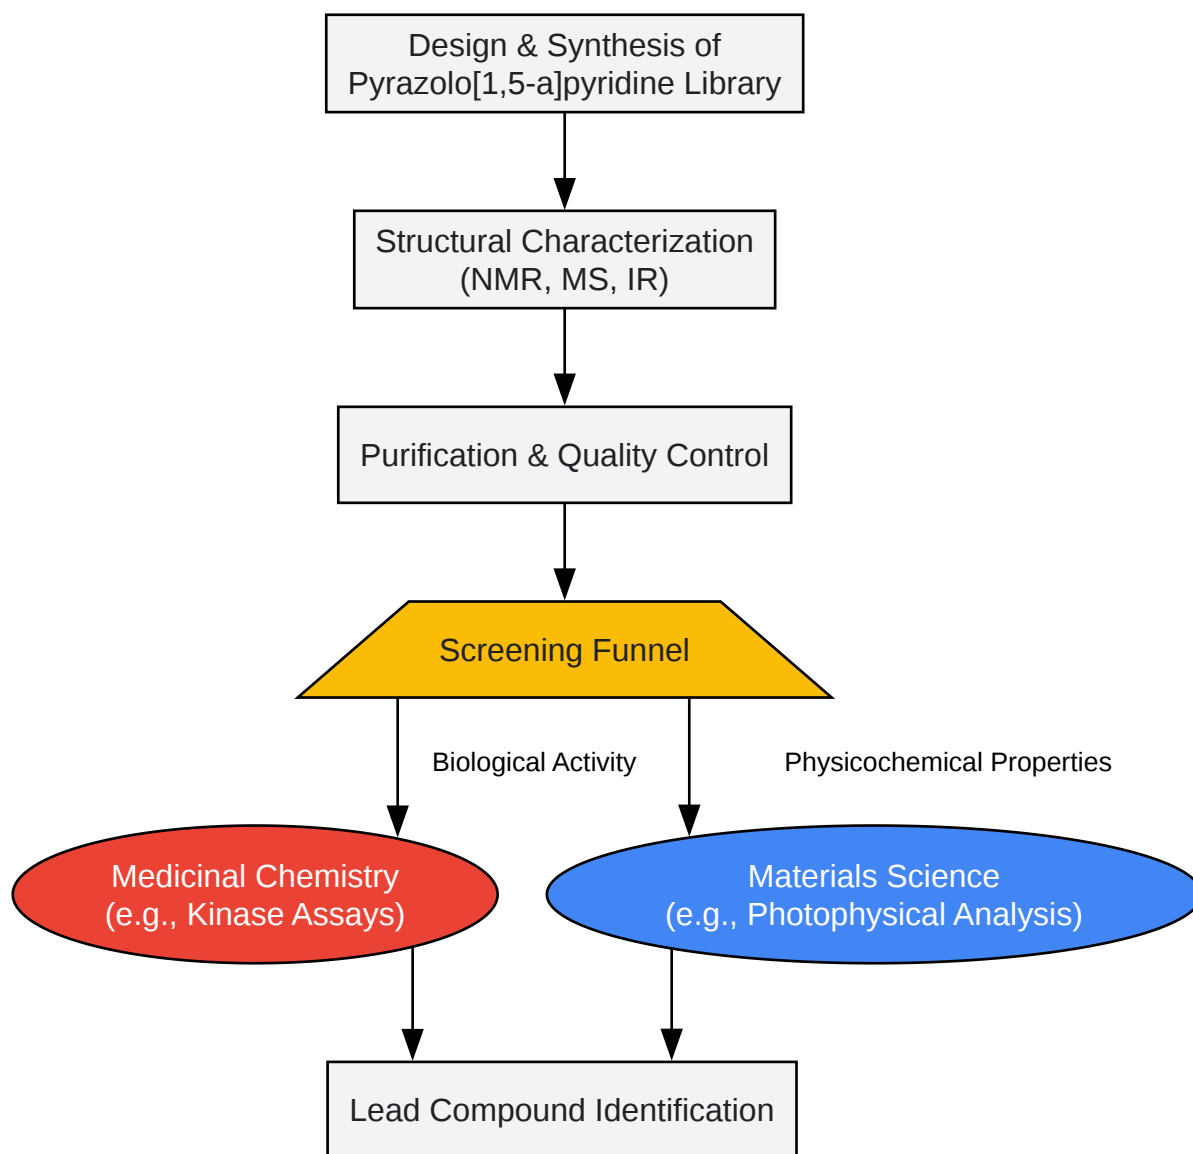 Design & Synthesis of
Pyrazolo[1,5-a]pyridine Library
Structural Characterization
(NMR, MS, IR)
Purification & Quality Control
Screening Funnel
Biological Activity
Physicochemical Properties
Medicinal Chemistry
(e.g., Kinase Assays)
Materials Science
(e.g., Photophysical Analysis)
Lead Compound Identification